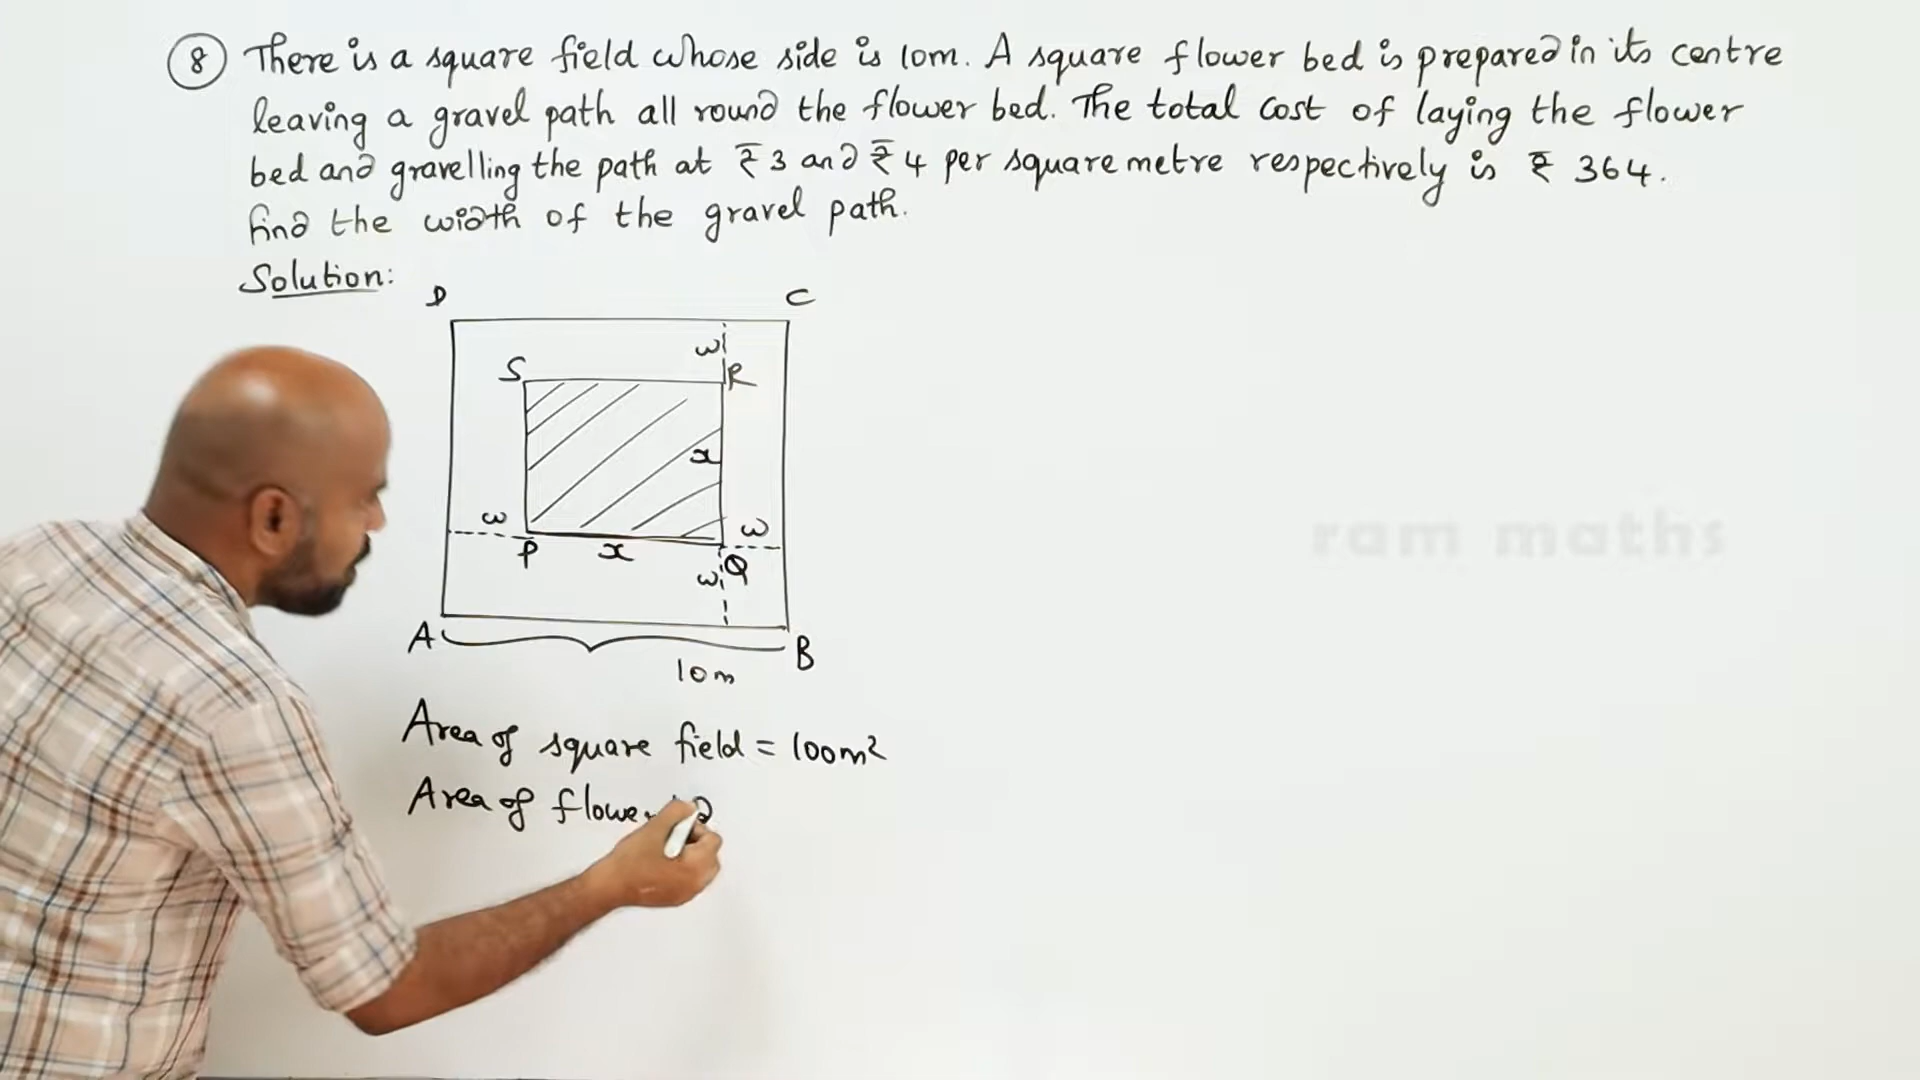 8 There is a square field whose side is 10m. A square flower bed is prepared in its centre
leaving a gravel path all round the flower bed. The total cost of laying the flower
bed and gravelling the path at ₹ 3 and ₹ 4 per square metre respectively is ₹ 364.
find the width of the gravel path.
Solution:
D C
w
S R
x
w w
P x Q
w
A B
10m
Area of square field = 100m²
Area of flower
ram maths